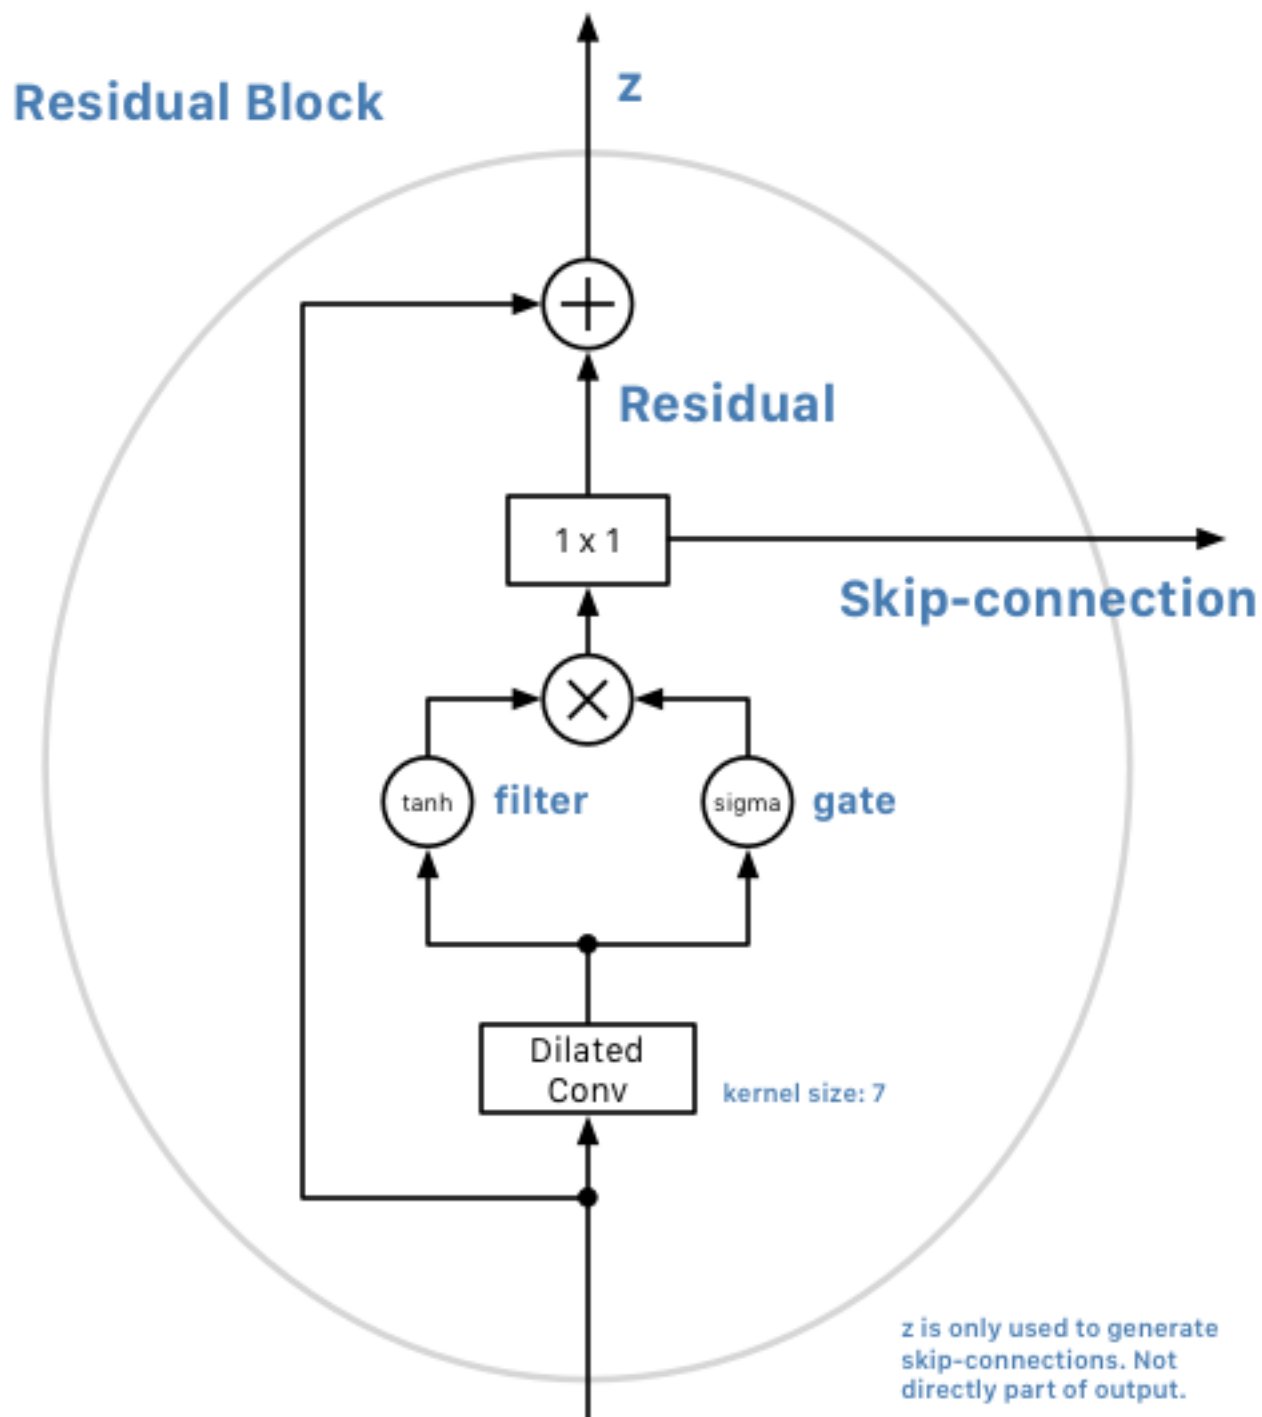 z
Residual Block
Residual
1 x 1
Skip-connection
tanh
filter
sigma
gate
Dilated
Conv
kernel size: 7
z is only used to generate
skip-connections. Not
directly part of output.